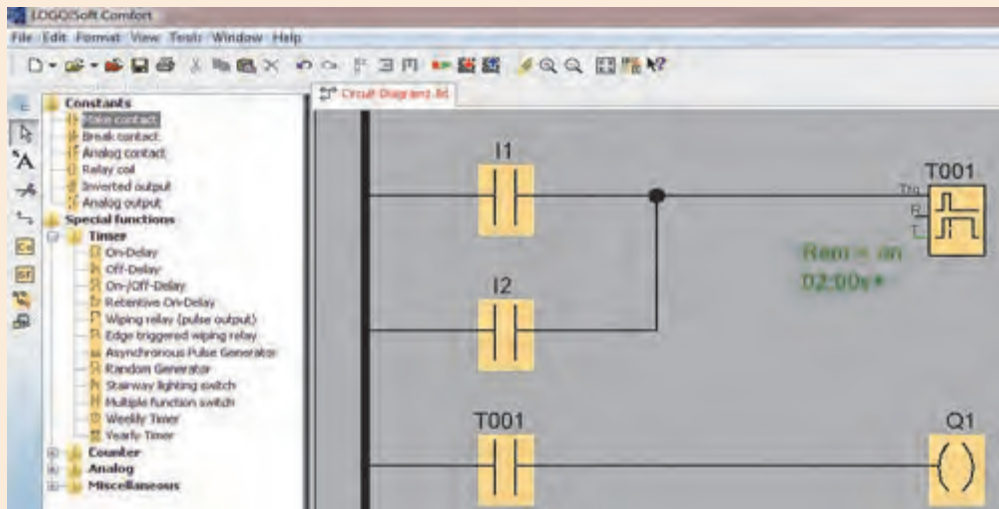 LOGO!Soft Comfort
File Edit Format View Tools Window Help
Circuit Diagram1.lld
Constants
Make contact
Break contact
Analog contact
Relay coil
Inverted output
Analog output
Special functions
Timer
On-Delay
Off-Delay
On-/Off-Delay
Retentive On-Delay
Wiping relay (pulse output)
Edge triggered wiping relay
Asynchronous Pulse Generator
Random Generator
Stairway lighting switch
Multiple function switch
Weekly Timer
Yearly Timer
Counter
Analog
Miscellaneous
I1
T001
Trg
R
T
Rem = on
02:00s+
I2
T001
Q1